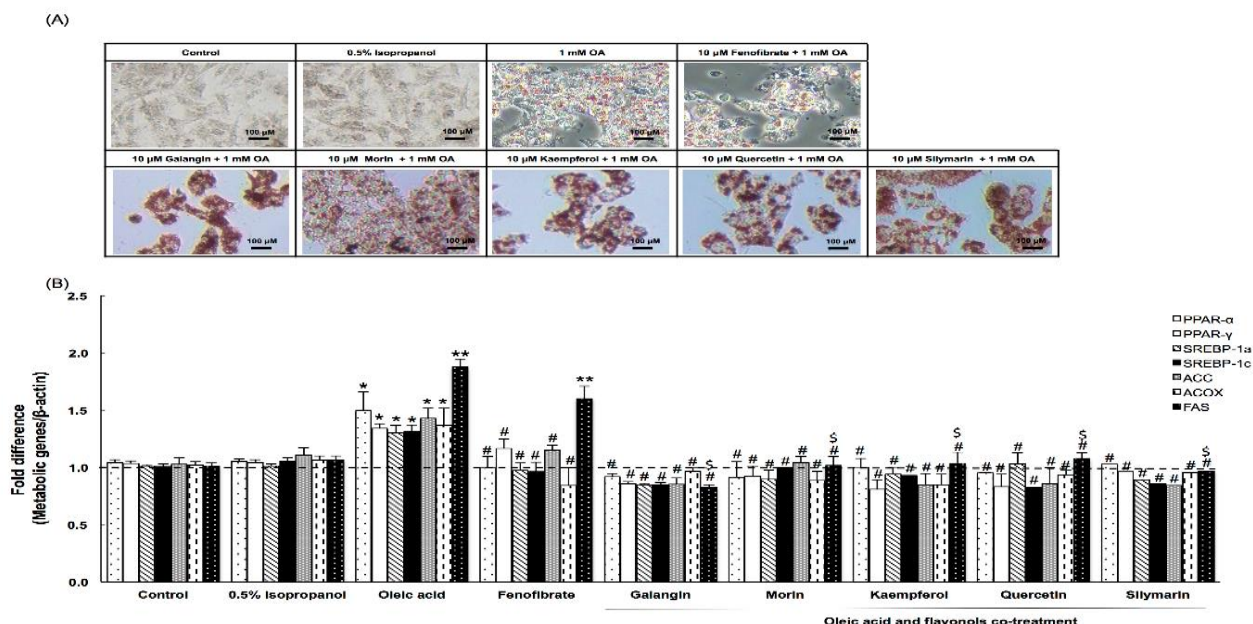 (A)
Control 0.5% Isopropanol 1 mM OA 10 µM Fenofibrate + 1 mM OA
100 µM 100 µM 100 µM 100 µM
10 µM Galangin + 1 mM OA 10 µM Morin + 1 mM OA 10 µM Kaempferol + 1 mM OA 10 µM Quercetin + 1 mM OA 10 µM Silymarin + 1 mM OA
100 µM 100 µM 100 µM 100 µM 100 µM
(B)
Fold difference
(Metabolic genes/β-actin)
2.5
2.0
1.5
1.0
0.5
0.0
* * * * * * **
# # # # # # **
# # # # # # $
# # # # # # $ #
# # # # # # $ #
# # # # # # $ #
# # # # # # $ #
PPAR-α
PPAR-γ
SREBP-1a
SREBP-1c
ACC
ACOX
FAS
Control 0.5% Isopropanol Oleic acid Fenofibrate Galangin Morin Kaempferol Quercetin Silymarin
Oleic acid and flavonols co-treatment